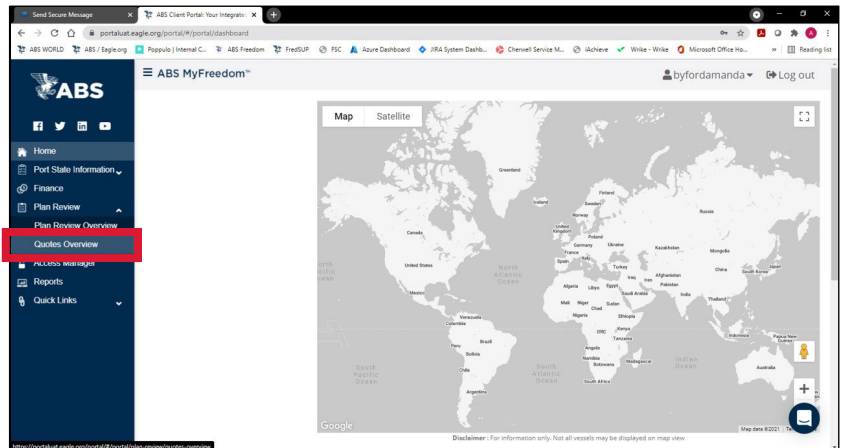 Send Secure Message
ABS Client Portal: Your Integrate
portaluat.eagle.org/portal/#/portal/dashboard
ABS WORLD
ABS / Eagle.org
Poppulo | Internal C...
ABS Freedom
FredSUP
FSC
Azure Dashboard
JIRA System Dashb...
Cherwell Service M...
iAchieve
Wrike - Wrike
Microsoft Office Ho...
»
Reading list
ABS
ABS MyFreedom™
byfordamanda
Log out
Home
Port State Information
Finance
Plan Review
Plan Review Overview
Quotes Overview
Access Manager
Reports
Quick Links
Map
Satellite
Greenland
Iceland
Finland
Sweden
Norway
Russia
United
Kingdom
Poland
Germany
Ukraine
France
Kazakhstan
Mongolia
Spain
Italy
Turkey
Canada
United States
North
Atlantic
Ocean
China
South Korea
Japan
Iraq
Iran
Afghanistan
Pakistan
Algeria
Libya
Egypt
Saudi Arabia
India
Thailand
Mexico
Mali
Niger
Sudan
Chad
Nigeria
Ethiopia
Venezuela
Colombia
DRC
Kenya
Tanzania
Indonesia
Papua New
Guinea
Peru
Brazil
Bolivia
Angola
Namibia
Botswana
Madagascar
Indian
Ocean
Australia
South
Pacific
Ocean
Chile
South
Atlantic
Ocean
South Africa
Argentina
Google
Map data ©2021
Disclaimer : For information only. Not all vessels may be displayed on map view
https://portaluat.eagle.org/portal/#/portal/plan-review/quotes-overview